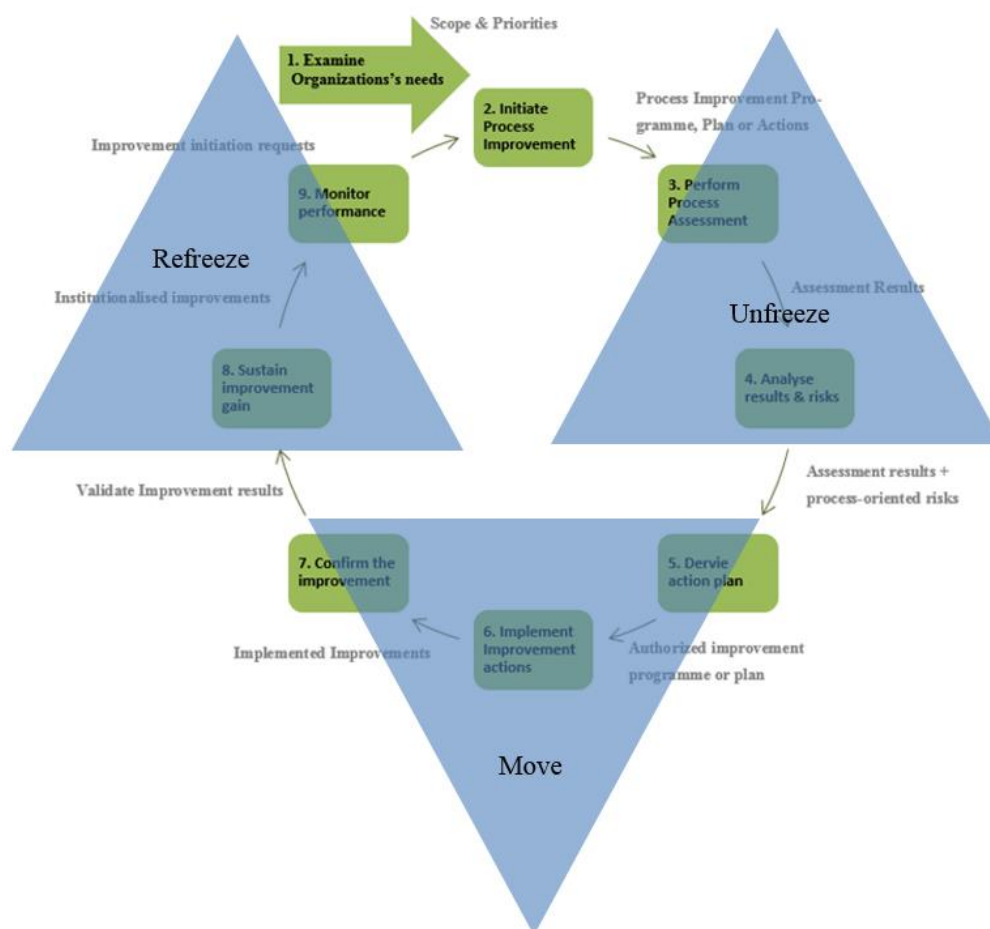 Scope & Priorities
1. Examine
Organizations's needs
2. Initiate
Process
Improvement
Process Improvement Pro-
gramme, Plan or Actions
Improvement initiation requests
9. Monitor
performance
3. Perform
Process
Assessment
Refreeze
Institutionalised improvements
Assessment Results
Unfreeze
8. Sustain
improvement
gain
4. Analyse
results & risks
Validate Improvement results
Assessment results +
process-oriented risks
7. Confirm the
improvement
5. Dervie
action plan
6. Implement
Improvement
actions
Implemented Improvements
Authorized improvement
programme or plan
Move